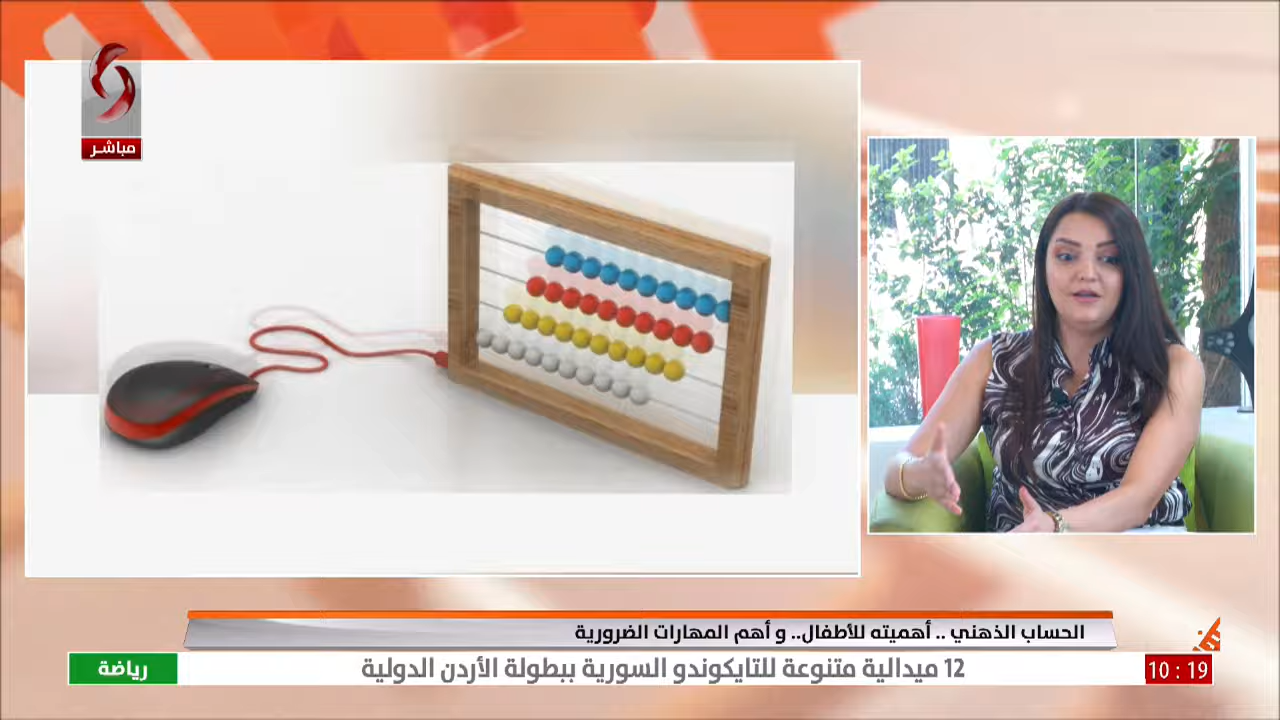 مباشر
الحساب الذهني .. أهميته للأطفال.. و أهم المهارات الضرورية
رياضة
12 ميدالية متنوعة للتايكوندو السورية ببطولة الأردن الدولية
10 : 19